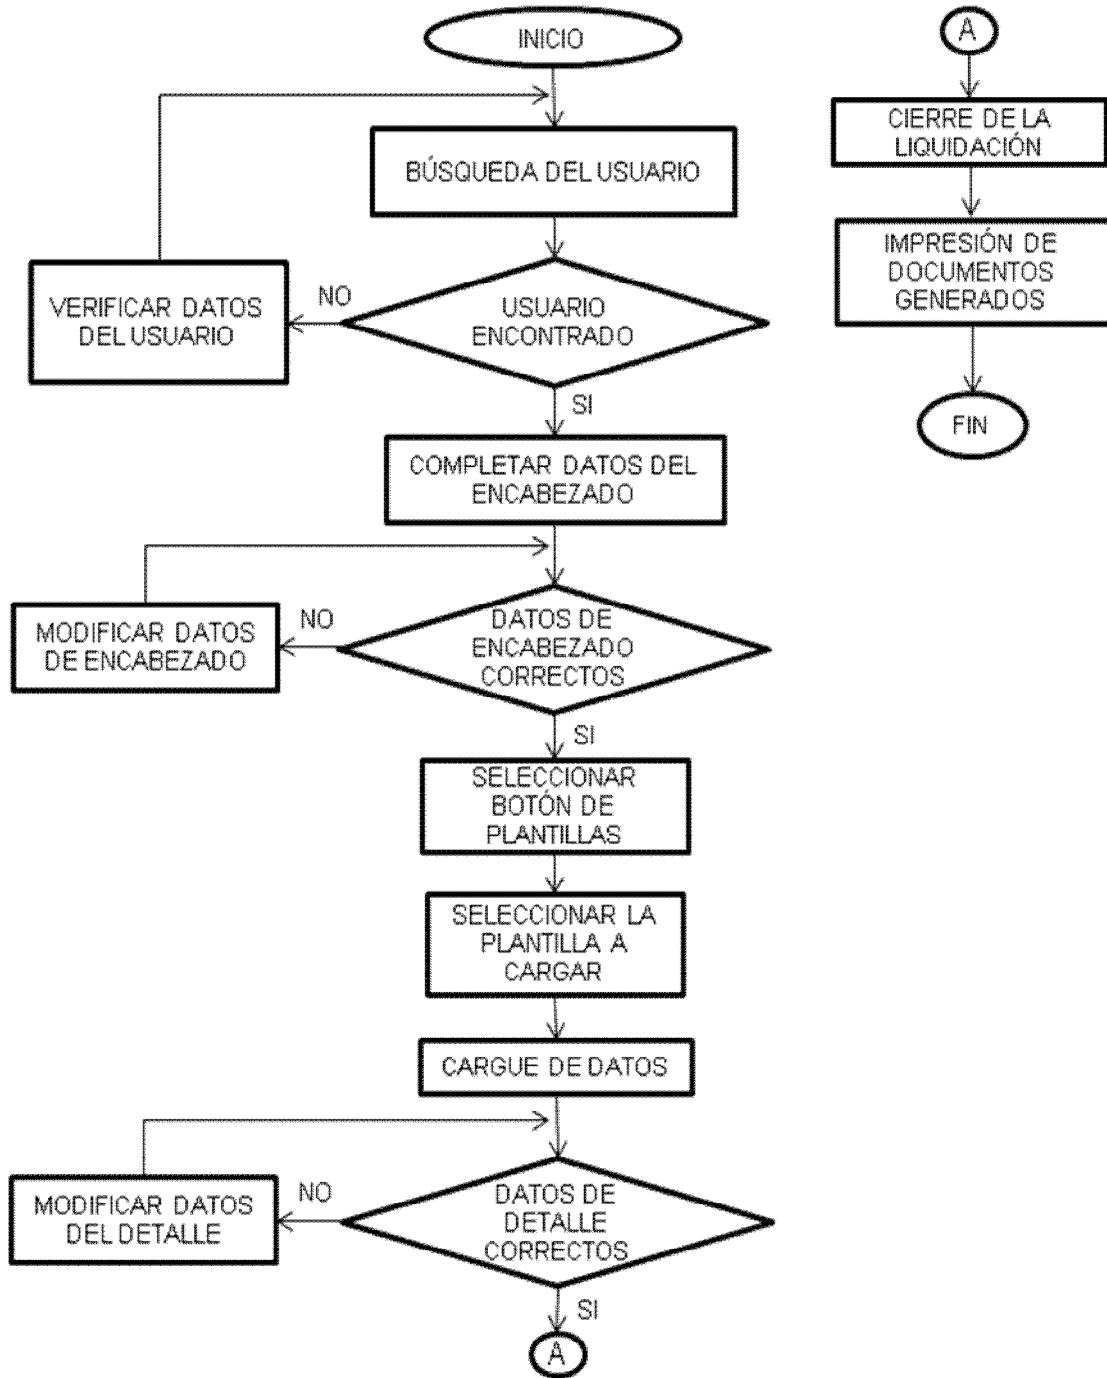 INICIO
BÚSQUEDA DEL USUARIO
USUARIO
ENCONTRADO
NO
VERIFICAR DATOS
DEL USUARIO
SI
COMPLETAR DATOS DEL
ENCABEZADO
DATOS DE
ENCABEZADO
CORRECTOS
NO
MODIFICAR DATOS
DE ENCABEZADO
SI
SELECCIONAR
BOTÓN DE
PLANTILLAS
SELECCIONAR LA
PLANTILLA A
CARGAR
CARGUE DE DATOS
DATOS DE
DETALLE
CORRECTOS
NO
MODIFICAR DATOS
DEL DETALLE
SI
A
A
CIERRE DE LA
LIQUIDACIÓN
IMPRESIÓN DE
DOCUMENTOS
GENERADOS
FIN